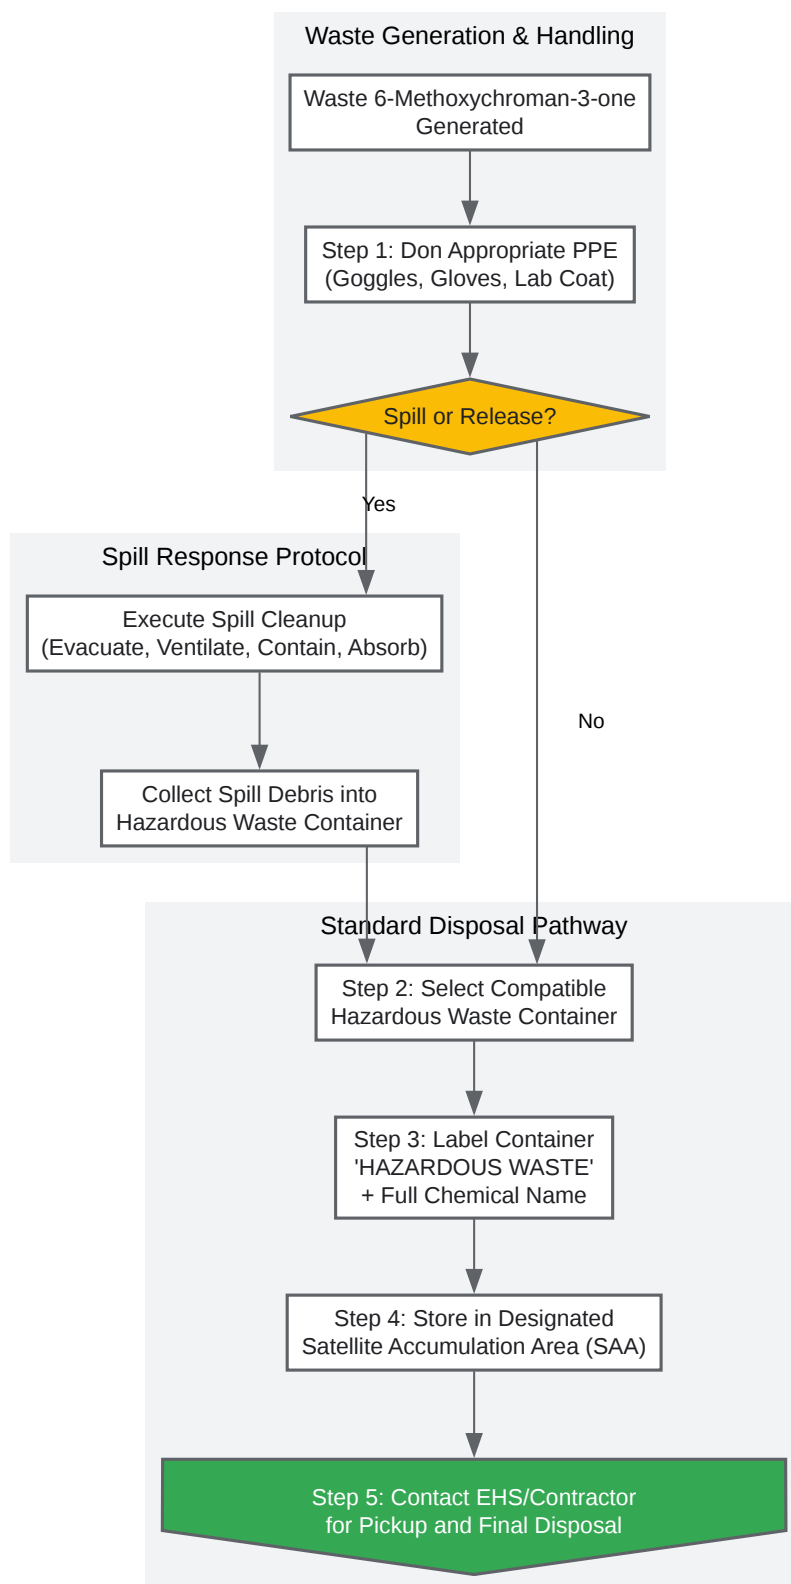 Waste Generation & Handling
Waste 6-Methoxychroman-3-one
Generated
Step 1: Don Appropriate PPE
(Goggles, Gloves, Lab Coat)
Spill or Release?
Yes
Spill Response Protocol
Execute Spill Cleanup
(Evacuate, Ventilate, Contain, Absorb)
No
Collect Spill Debris into
Hazardous Waste Container
Standard Disposal Pathway
Step 2: Select Compatible
Hazardous Waste Container
Step 3: Label Container
'HAZARDOUS WASTE'
+ Full Chemical Name
Step 4: Store in Designated
Satellite Accumulation Area (SAA)
Step 5: Contact EHS/Contractor
for Pickup and Final Disposal